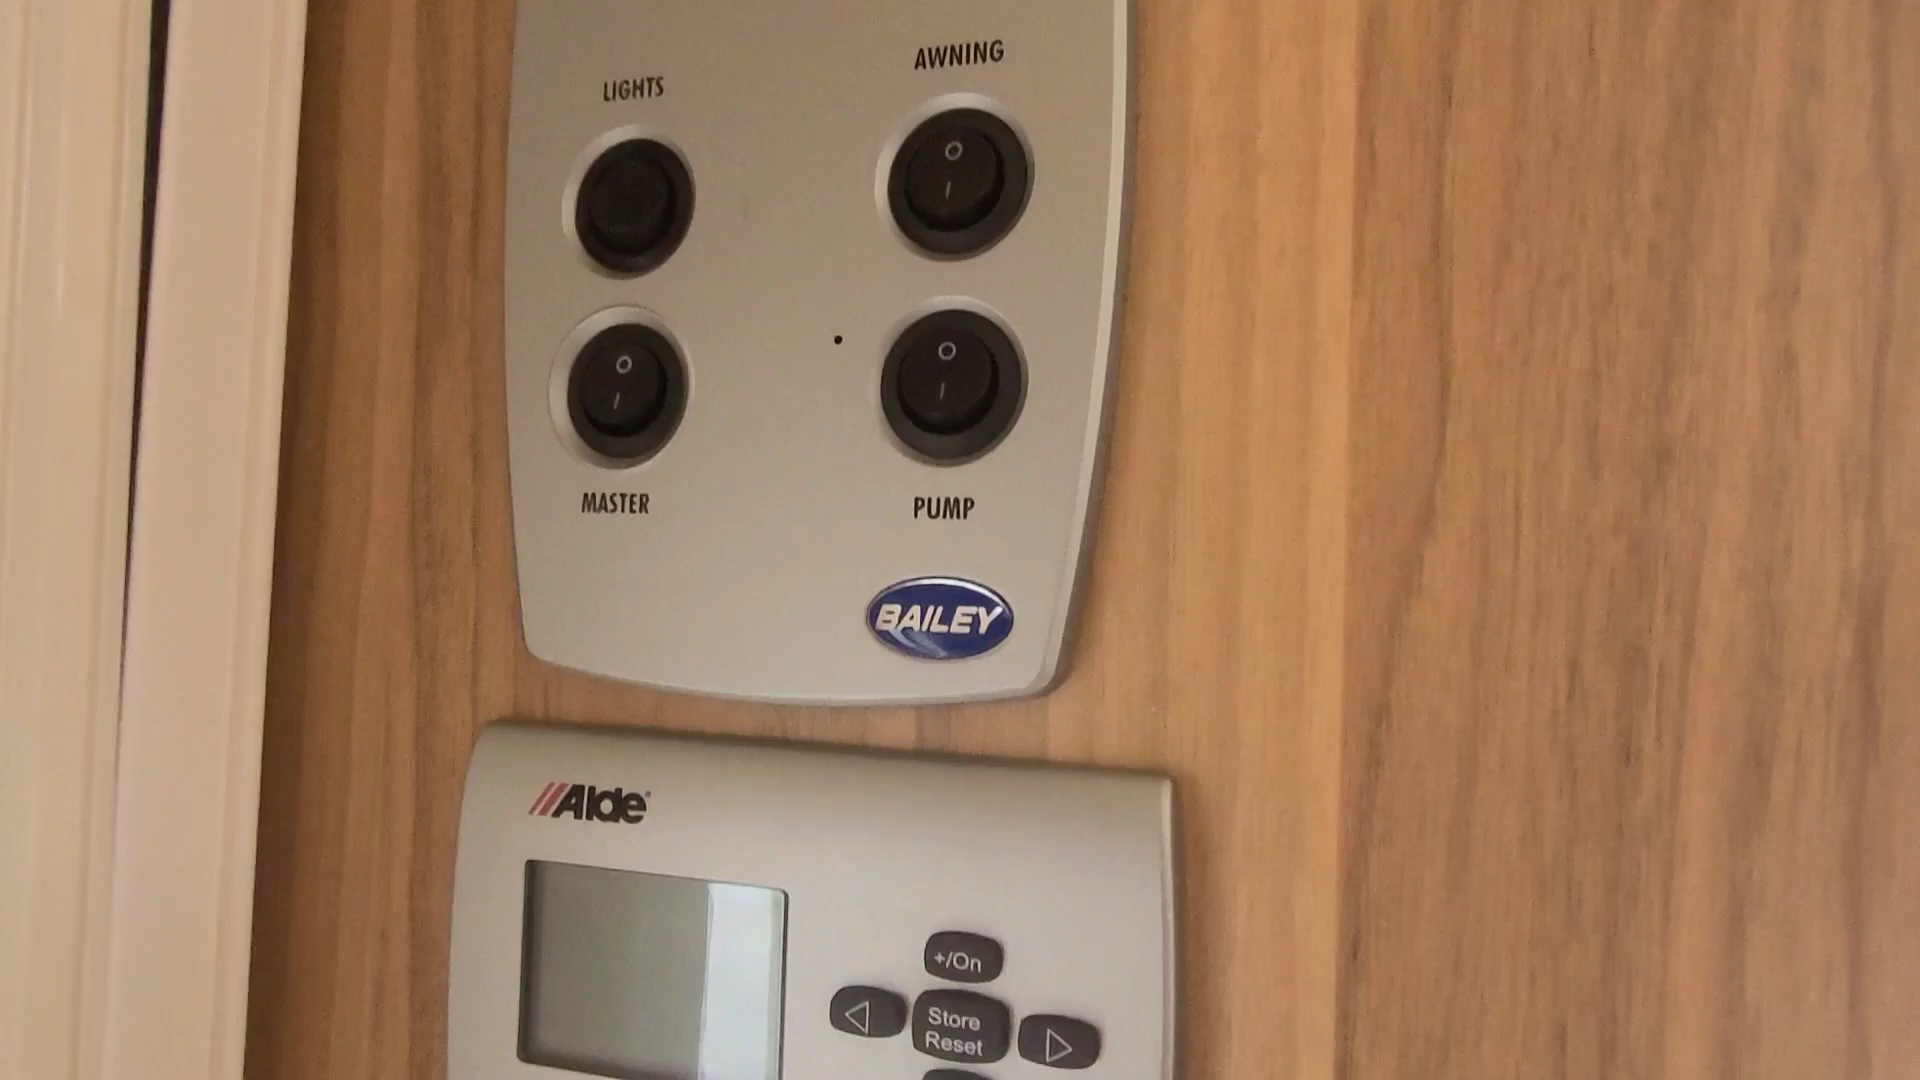 LIGHTS
AWNING
MASTER
PUMP
BAILEY
Alde
+/On
Store
Reset